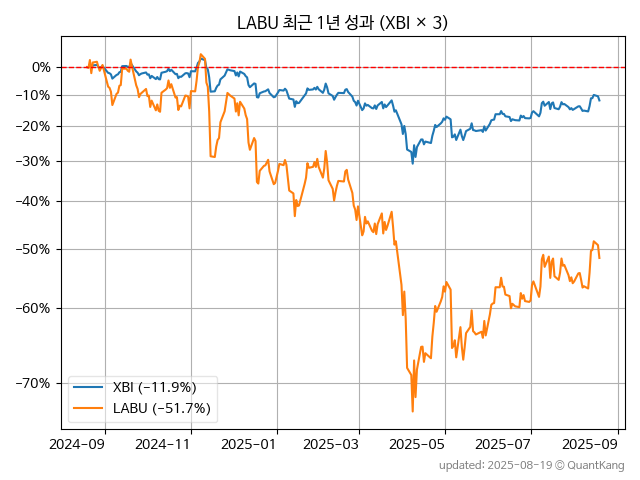 LABU 최근 1년 성과 (XBI × 3)
0%
−10%
−20%
−30%
−40%
−50%
−60%
−70%
XBI (−11.9%)
LABU (−51.7%)
2024−09 2024−11 2025−01 2025−03 2025−05 2025−07 2025−09
updated: 2025−08−19 © QuantKang